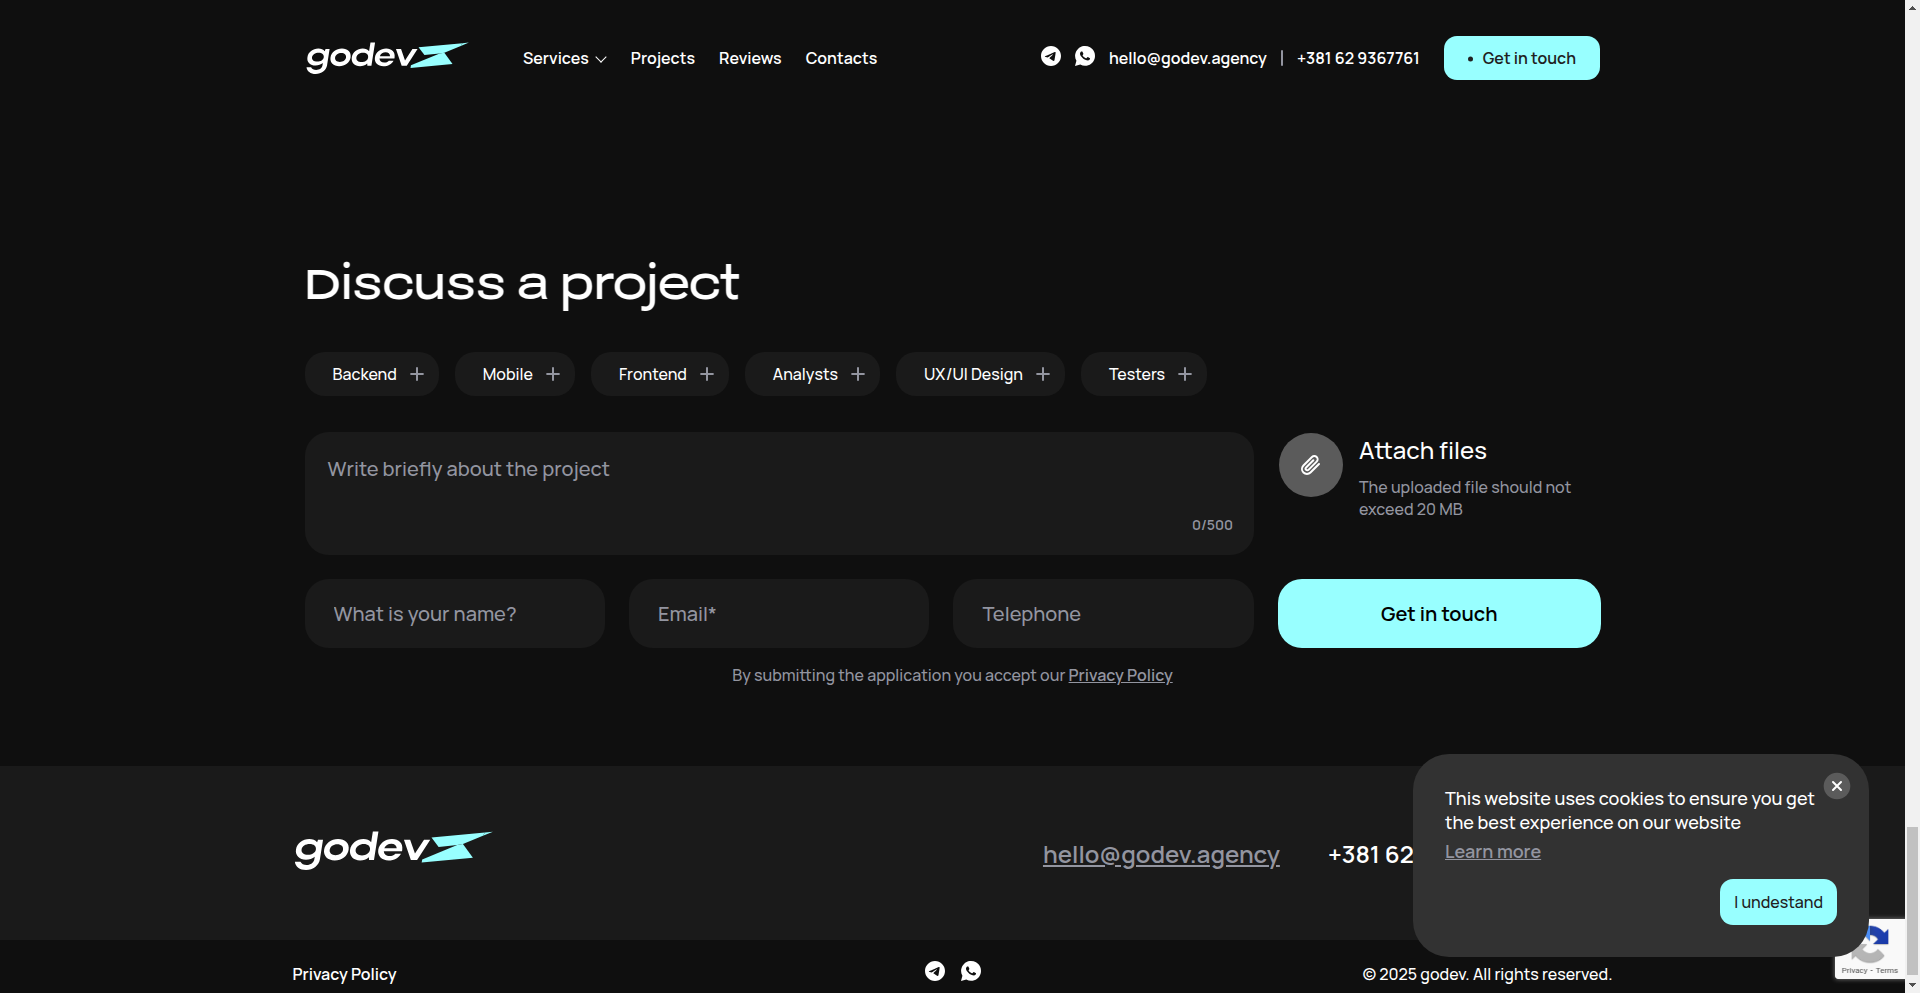 godev
Services
Projects
Reviews
Contacts
hello@godev.agency | +381 62 9367761
Get in touch
Discuss a project
Backend
Mobile
Frontend
Analysts
UX/UI Design
Testers
Write briefly about the project
0/500
Attach files
The uploaded file should not
exceed 20 MB
What is your name?
Email*
Telephone
Get in touch
By submitting the application you accept our Privacy Policy
godev
hello@godev.agency
+381 62
This website uses cookies to ensure you get
the best experience on our website
Learn more
I undestand
Privacy Policy
© 2025 godev. All rights reserved.
Privacy - Terms